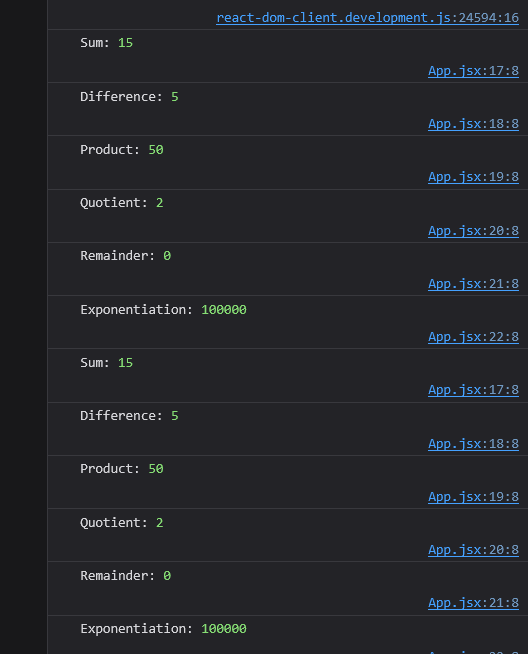 react-dom-client.development.js:24594:16
Sum: 15
App.jsx:17:8
Difference: 5
App.jsx:18:8
Product: 50
App.jsx:19:8
Quotient: 2
App.jsx:20:8
Remainder: 0
App.jsx:21:8
Exponentiation: 100000
App.jsx:22:8
Sum: 15
App.jsx:17:8
Difference: 5
App.jsx:18:8
Product: 50
App.jsx:19:8
Quotient: 2
App.jsx:20:8
Remainder: 0
App.jsx:21:8
Exponentiation: 100000